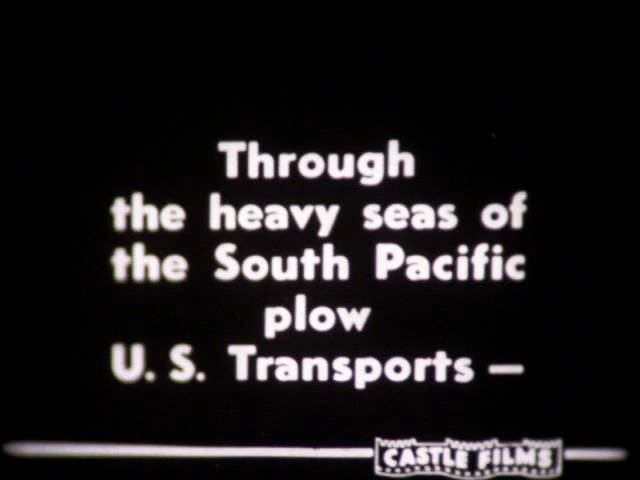 Through
the heavy seas of
the South Pacific
plow
U. S. Transports —
CASTLE FILMS